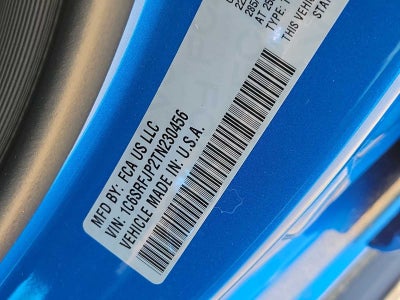 MFD BY: FCA US LLC
VIN: 1C6SRFJP2TN230456
VEHICLE MADE IN: U.S.A.
TYPE:
THIS VEHI